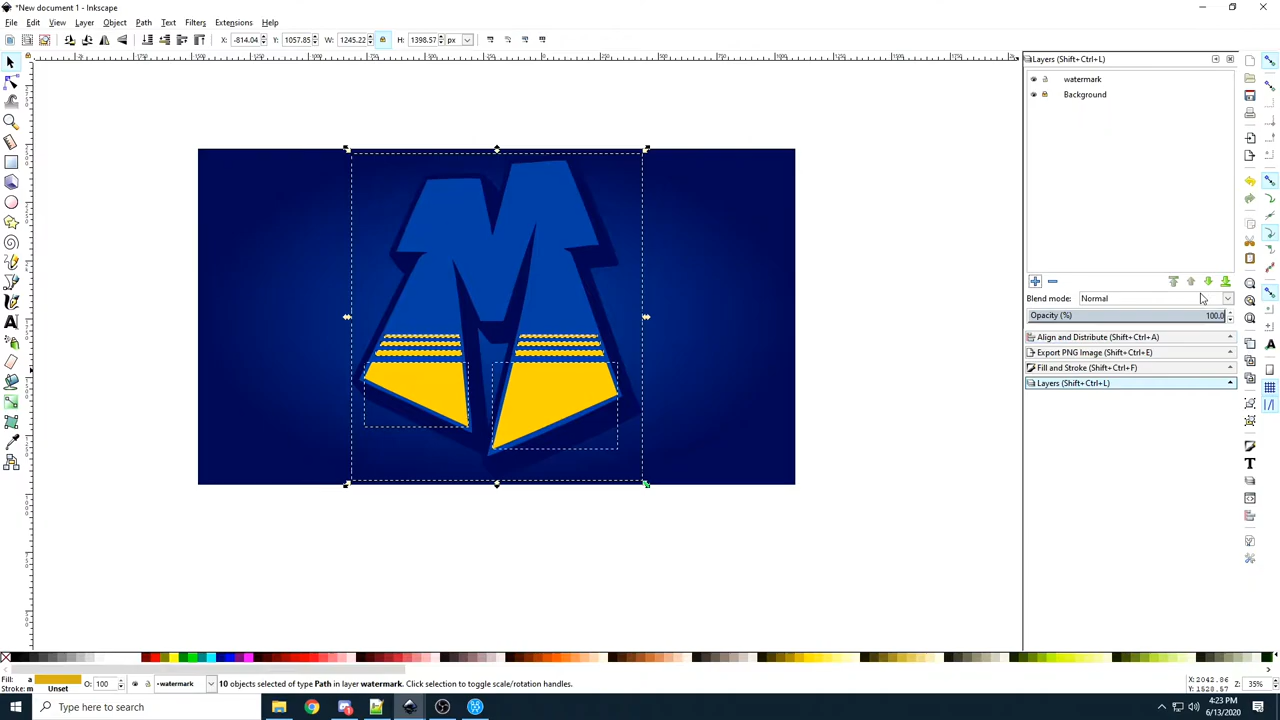 *New document 1 - Inkscape
File Edit View Layer Object Path Text Filters Extensions Help
X: -814.04 Y: 1057.85 W: 1245.22 H: 1398.57 px
Layers (Shift+Ctrl+L)
watermark
Background
Blend mode: Normal
Opacity (%) 100.0
Align and Distribute (Shift+Ctrl+A)
Export PNG Image (Shift+Ctrl+E)
Fill and Stroke (Shift+Ctrl+F)
Layers (Shift+Ctrl+L)
M
Fill: a O: 100 •watermark 10 objects selected of type Path in layer watermark. Click selection to toggle scale/rotation handles. X: 2042.86 Z: 35%
Stroke: m Unset Y: 1528.57
Type here to search
4:23 PM
6/13/2020